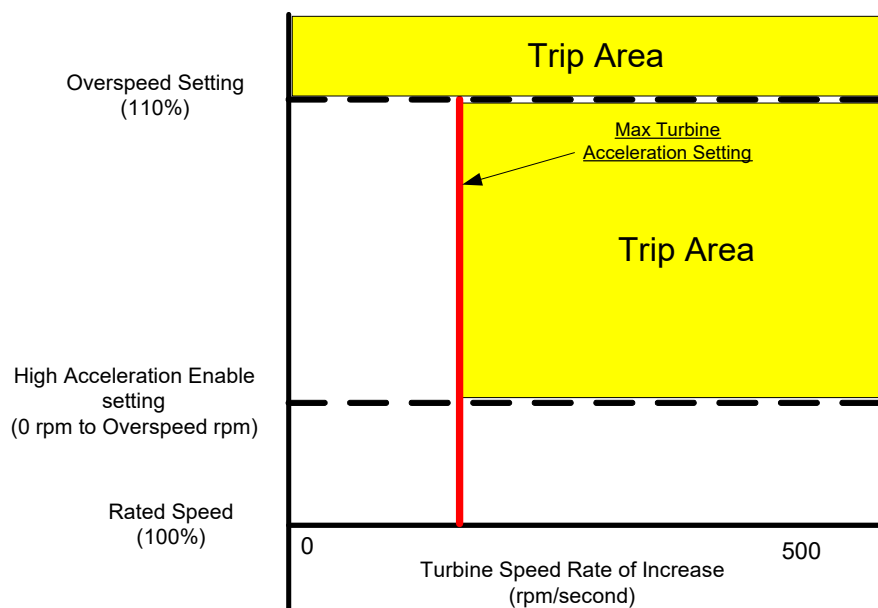 Trip Area
Overspeed Setting
(110%)
Max Turbine
Acceleration Setting
Trip Area
High Acceleration Enable
setting
(0 rpm to Overspeed rpm)
Rated Speed
(100%)
0
500
Turbine Speed Rate of Increase
(rpm/second)